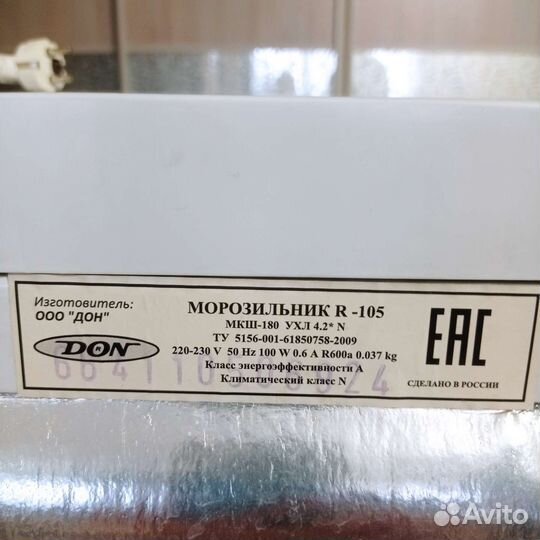 Изготовитель:
ООО "ДОН"
DON
МОРОЗИЛЬНИК R -105
МКШ-180 УХЛ 4.2* N
ТУ 5156-001-61850758-2009
220-230 V 50 Hz 100 W 0.6 A R600a 0.037 kg
Класс энергоэффективности А
Климатический класс N
EAC
СДЕЛАНО В РОССИИ
Avito